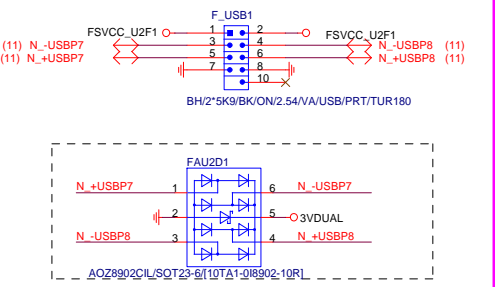 F_USB1
FSVCC_U2F1 1 2 FSVCC_U2F1
(11) N_-USBP7 3 4 N_-USBP8 (11)
(11) N_+USBP7 5 6 N_+USBP8 (11)
7 8
10
BH/2*5K9/BK/ON/2.54/VA/USB/PRT/TUR180
FAU2D1
N_+USBP7 1 6 N_-USBP7
2 5 3VDUAL
N_-USBP8 3 4 N_+USBP8
AOZ8902CIL/SOT23-6/[10TA1-0I8902-10R]